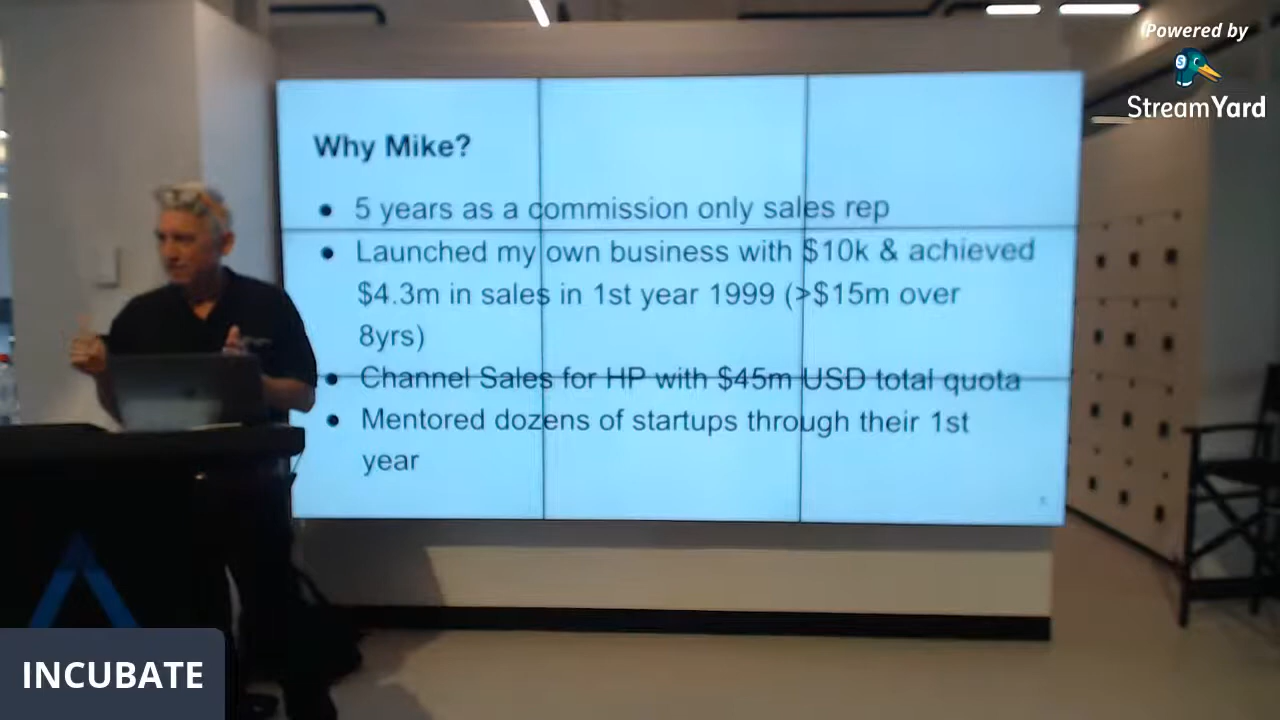 Powered by
StreamYard
Why Mike?
• 5 years as a commission only sales rep
• Launched my own business with $10k & achieved
$4.3m in sales in 1st year 1999 (>$15m over
8yrs)
• Channel Sales for HP with $45m USD total quota
• Mentored dozens of startups through their 1st
year
INCUBATE